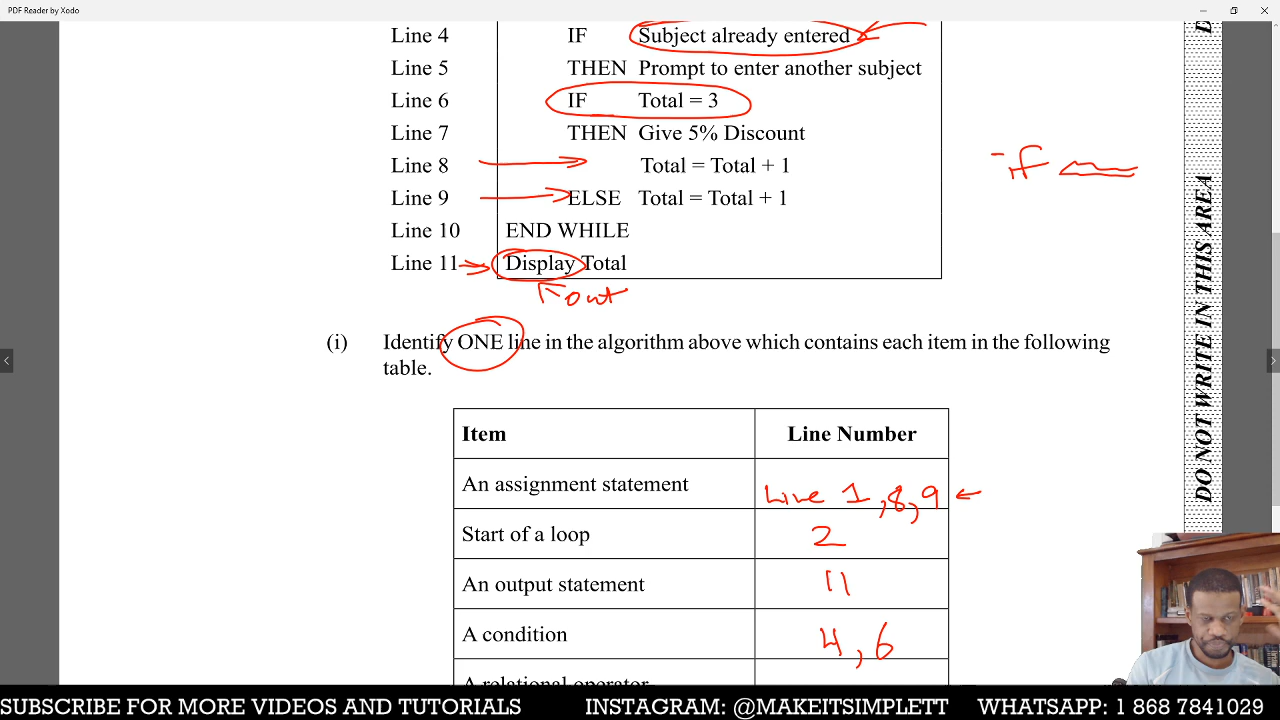 PDF Reader by Xodo
Line 4 IF Subject already entered
Line 5 THEN Prompt to enter another subject
Line 6 IF Total = 3
Line 7 THEN Give 5% Discount
Line 8 Total = Total + 1
Line 9 ELSE Total = Total + 1
Line 10 END WHILE
Line 11 Display Total
out
if
(i) Identify ONE line in the algorithm above which contains each item in the following
table.
Item Line Number
An assignment statement Line 1, 8, 9
Start of a loop 2
An output statement 11
A condition 4, 6
A relational operator
DO NOT WRITE IN THIS AREA
SUBSCRIBE FOR MORE VIDEOS AND TUTORIALS INSTAGRAM: @MAKEITSIMPLETT WHATSAPP: 1 868 7841029